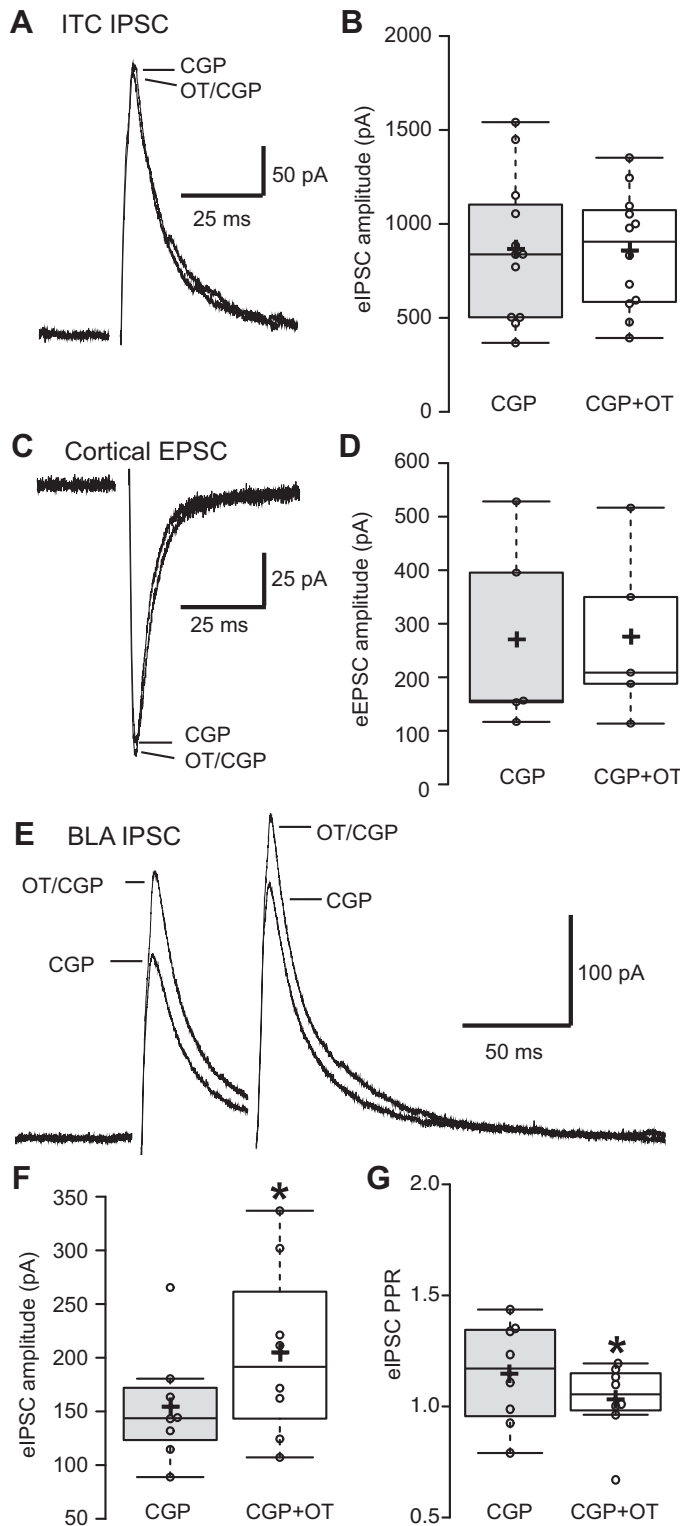 A ITC IPSC
CGP
OT/CGP
50 pA
25 ms
B
eIPSC amplitude (pA)
2000
1500
1000
500
0
CGP CGP+OT
C Cortical EPSC
25 pA
25 ms
CGP
OT/CGP
D
eEPSC amplitude (pA)
600
500
400
300
200
100
0
CGP CGP+OT
E BLA IPSC
OT/CGP
CGP
OT/CGP
CGP
100 pA
50 ms
F
eIPSC amplitude (pA)
350
300
250
200
150
100
50
*
CGP CGP+OT
G
eIPSC PPR
2.0
1.5
1.0
0.5
*
CGP CGP+OT